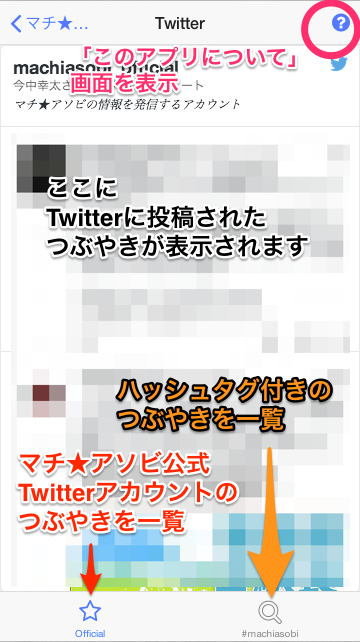 マチ★... Twitter ?
「このアプリについて」
画面を表示
machiasobi_official
今中幸太さ
ート
マチ★アソビの情報を発信するアカウント
ここに
Twitterに投稿された
つぶやきが表示されます
ハッシュタグ付きの
つぶやきを一覧
マチ★アソビ公式
Twitterアカウントの
つぶやきを一覧
Official #machiasobi